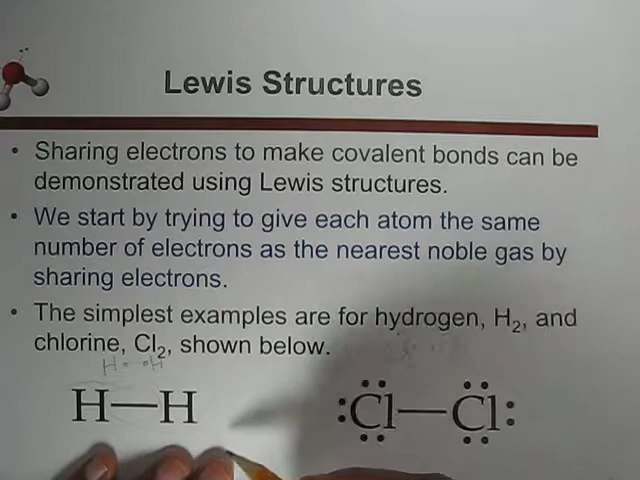 Lewis Structures
• Sharing electrons to make covalent bonds can be
demonstrated using Lewis structures.
• We start by trying to give each atom the same
number of electrons as the nearest noble gas by
sharing electrons.
• The simplest examples are for hydrogen, H₂, and
chlorine, Cl₂, shown below.
H• •H
H—H :Cl—Cl: